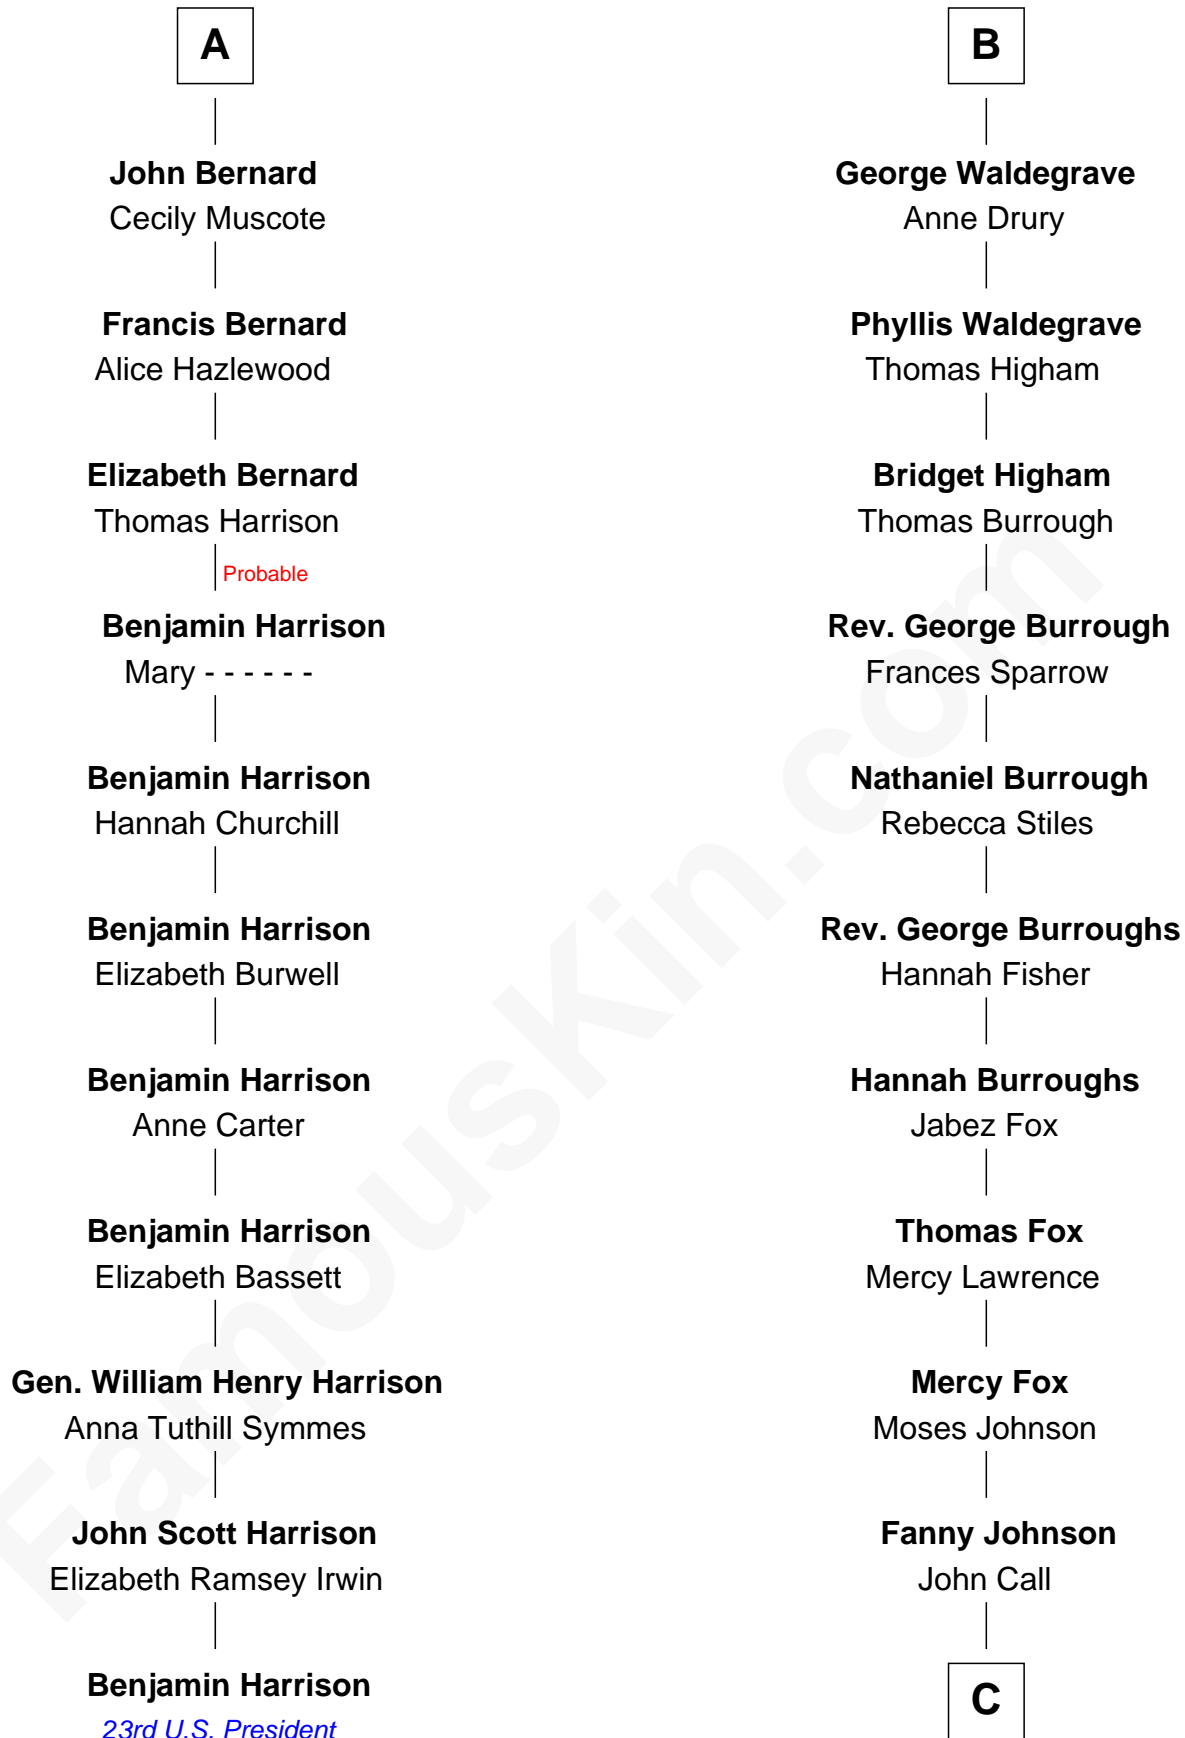 A
John Bernard
Cecily Muscote
Francis Bernard
Alice Hazlewood
Elizabeth Bernard
Thomas Harrison
Probable
Benjamin Harrison
Mary - - - - - -
Benjamin Harrison
Hannah Churchill
Benjamin Harrison
Elizabeth Burwell
Benjamin Harrison
Anne Carter
Benjamin Harrison
Elizabeth Bassett
Gen. William Henry Harrison
Anna Tuthill Symmes
John Scott Harrison
Elizabeth Ramsey Irwin
Benjamin Harrison
23rd U.S. President
B
George Waldegrave
Anne Drury
Phyllis Waldegrave
Thomas Higham
Bridget Higham
Thomas Burrough
Rev. George Burrough
Frances Sparrow
Nathaniel Burrough
Rebecca Stiles
Rev. George Burroughs
Hannah Fisher
Hannah Burroughs
Jabez Fox
Thomas Fox
Mercy Lawrence
Mercy Fox
Moses Johnson
Fanny Johnson
John Call
C
FamousKin.com